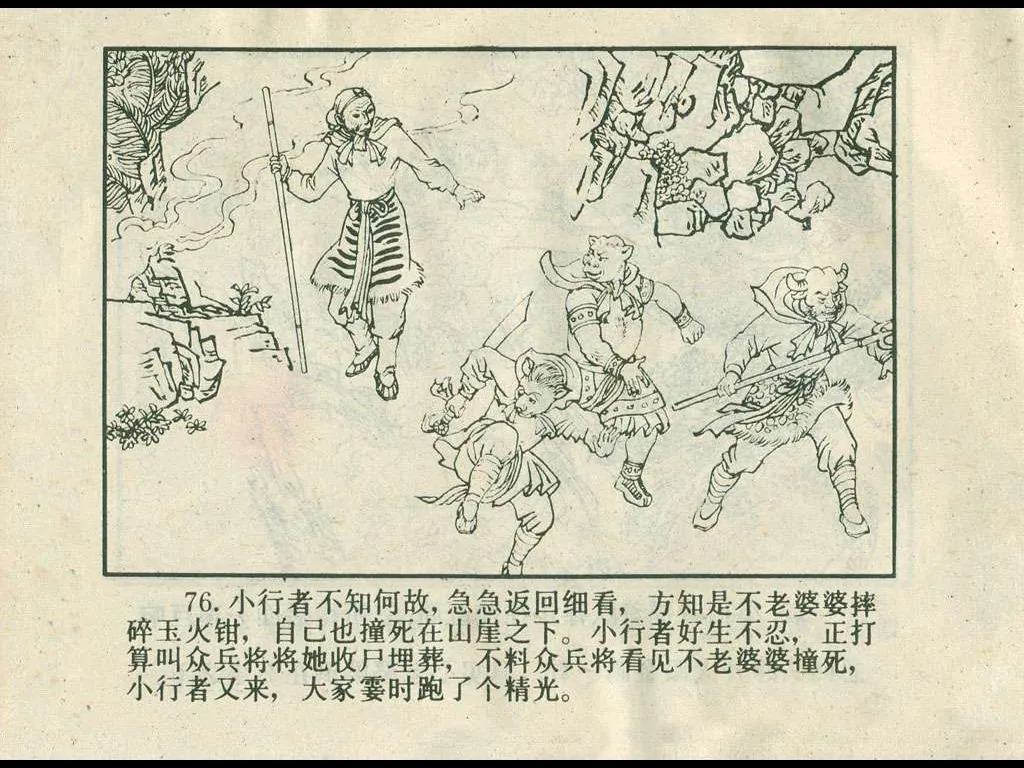 76. 小行者不知何故，急急返回细看，方知是不老婆婆摔
碎玉火钳，自己也撞死在山崖之下。小行者好生不忍，正打
算叫众兵将将她收尸埋葬，不料众兵将看见不老婆婆撞死，
小行者又来，大家霎时跑了个精光。